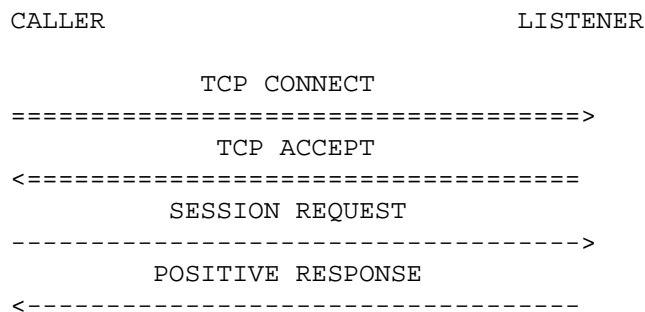 CALLER LISTENER
TCP CONNECT
====================================>
TCP ACCEPT
<===================================
SESSION REQUEST
------------------------------------>
POSITIVE RESPONSE
<-----------------------------------